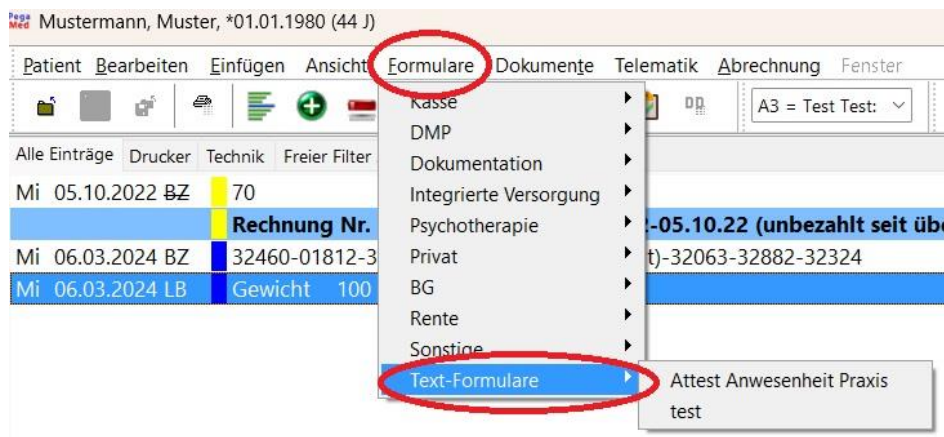 Pega Med Mustermann, Muster, *01.01.1980 (44 J)
Patient Bearbeiten Einfügen Ansicht Formulare Dokumente Telematik Abrechnung Fenster
A3 = Test Test:
Alle Einträge Drucker Technik Freier Filter
Kasse
DMP
Dokumentation
Integrierte Versorgung
Psychotherapie
Privat
BG
Rente
Sonstige
Text-Formulare
Attest Anwesenheit Praxis
test
Mi 05.10.2022 BZ 70
Rechnung Nr. -05.10.22 (unbezahlt seit
Mi 06.03.2024 BZ 32460-01812-3 t)-32063-32882-32324
Mi 06.03.2024 LB Gewicht 100